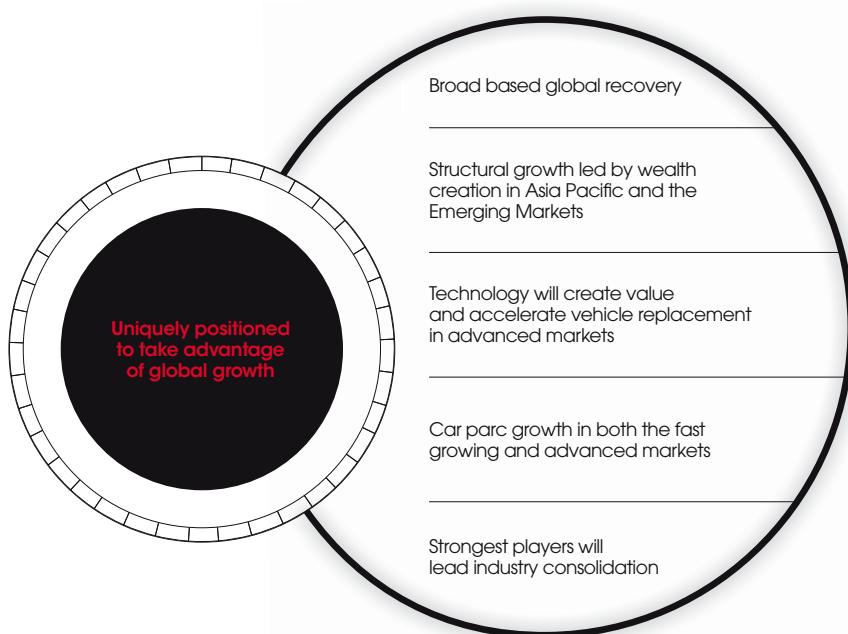 Broad based global recovery
Structural growth led by wealth
creation in Asia Pacific and the
Emerging Markets
Uniquely positioned
to take advantage
of global growth
Technology will create value
and accelerate vehicle replacement
in advanced markets
Car parc growth in both the fast
growing and advanced markets
Strongest players will
lead industry consolidation